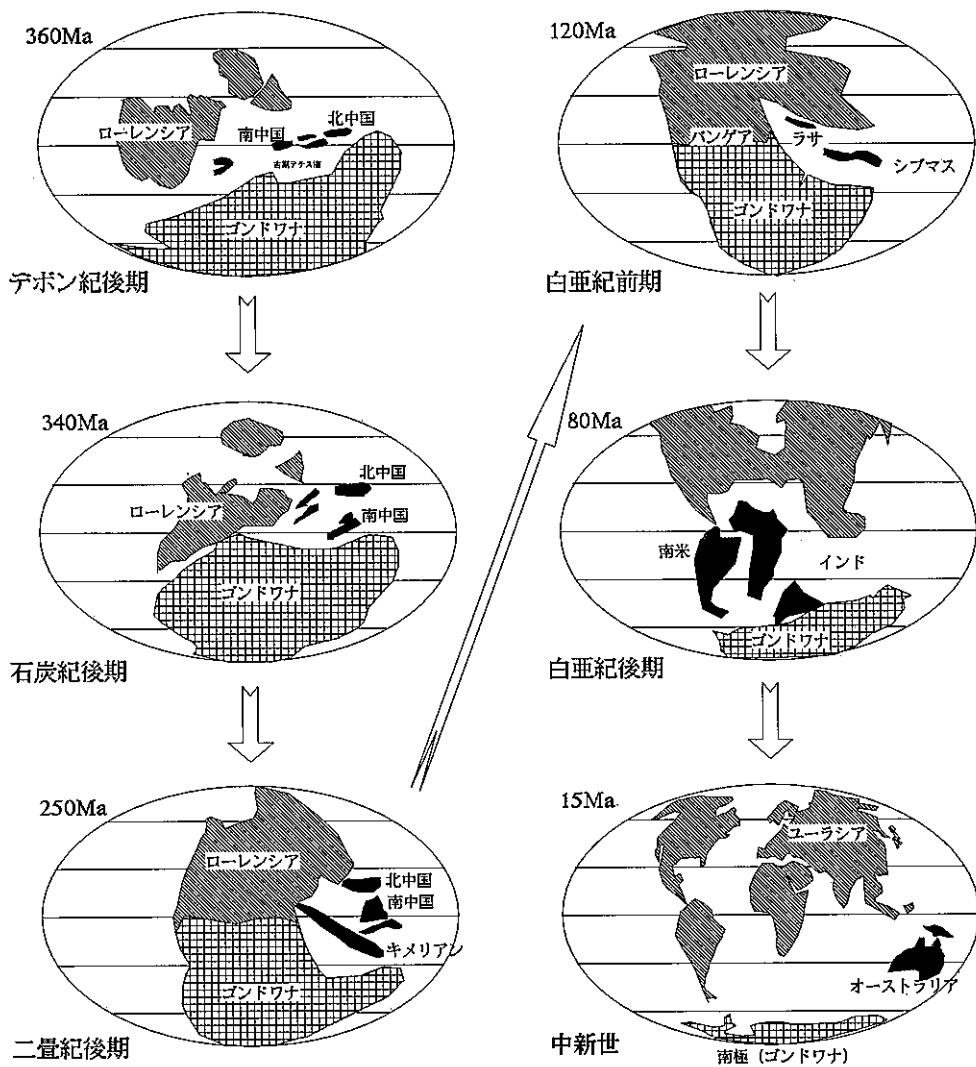 360Ma
ローレンシア
南中国
北中国
古期テチス海
ゴンドワナ
デボン紀後期
340Ma
ローレンシア
北中国
南中国
ゴンドワナ
石炭紀後期
250Ma
ローレンシア
北中国
南中国
キメリアン
ゴンドワナ
二畳紀後期
120Ma
ローレンシア
パンゲア
ラサ
シブマス
ゴンドワナ
白亜紀前期
80Ma
南米
インド
ゴンドワナ
白亜紀後期
15Ma
ユーラシア
オーストラリア
中新世
南極（ゴンドワナ）